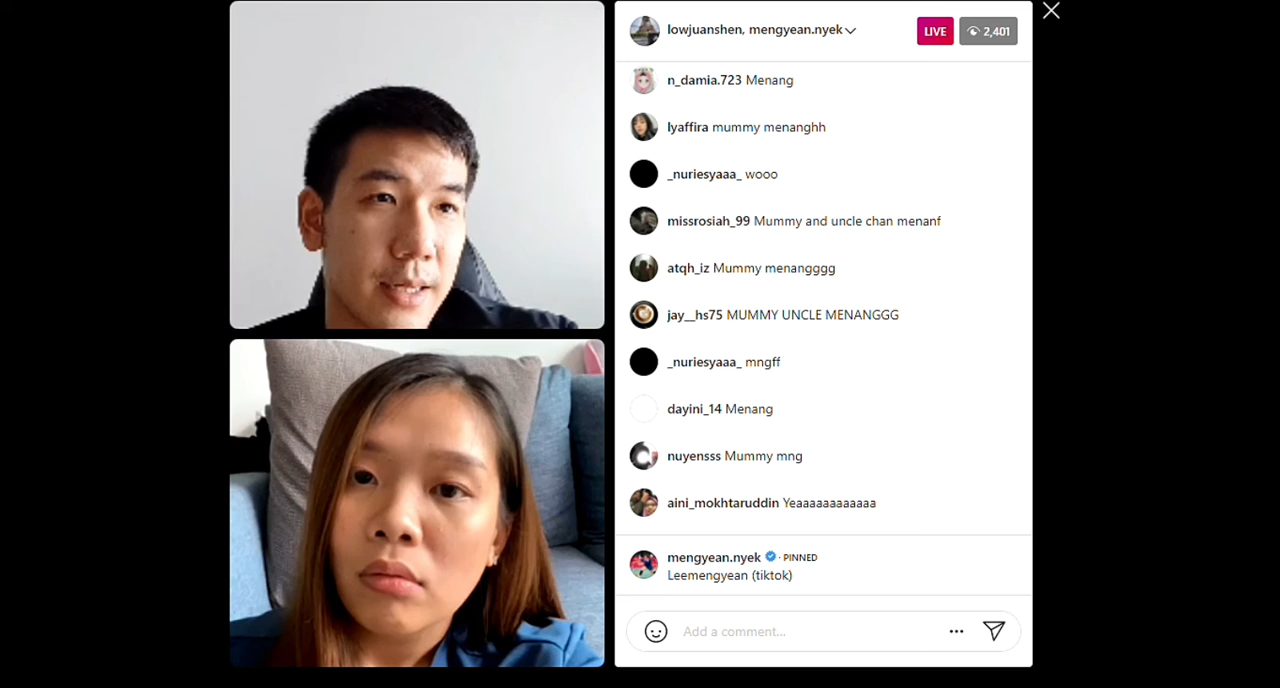 lowjuanshen, mengyean.nyek
LIVE
2,401
n_damia.723 Menang
lyaffira mummy menanghh
_nuriesyaaa_ wooo
missrosiah_99 Mummy and uncle chan menanf
atqh_iz Mummy menangggg
jay__hs75 MUMMY UNCLE MENANGGG
_nuriesyaaa_ mngff
dayini_14 Menang
nuyensss Mummy mng
aini_mokhtaruddin Yeaaaaaaaaaaaa
mengyean.nyek · PINNED
Leemengyean (tiktok)
Add a comment...